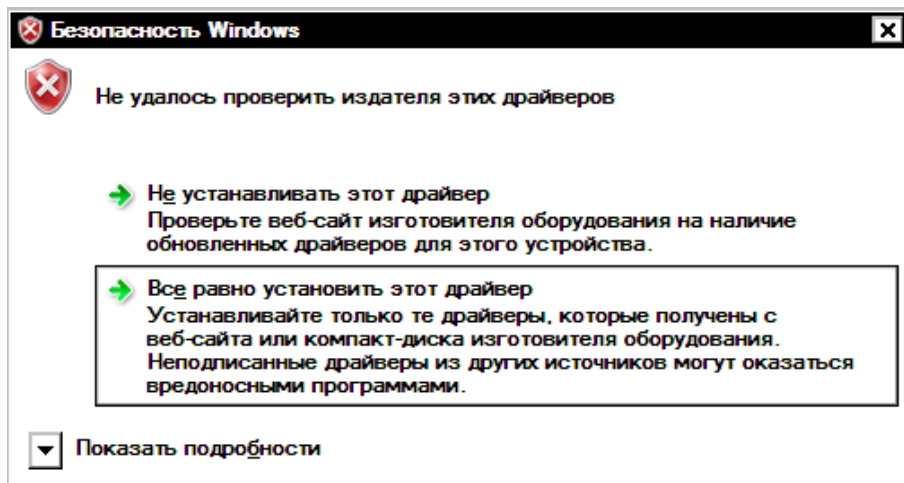 Безопасность Windows
Не удалось проверить издателя этих драйверов
Не устанавливать этот драйвер
Проверьте веб-сайт изготовителя оборудования на наличие
обновленных драйверов для этого устройства.
Все равно установить этот драйвер
Устанавливайте только те драйверы, которые получены с
веб-сайта или компакт-диска изготовителя оборудования.
Неподписанные драйверы из других источников могут оказаться
вредоносными программами.
Показать подробности